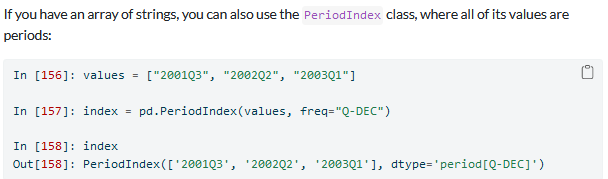 If you have an array of strings, you can also use the PeriodIndex class, where all of its values are
periods:
In [156]: values = ["2001Q3", "2002Q2", "2003Q1"]
In [157]: index = pd.PeriodIndex(values, freq="Q-DEC")
In [158]: index
Out[158]: PeriodIndex(['2001Q3', '2002Q2', '2003Q1'], dtype='period[Q-DEC]')